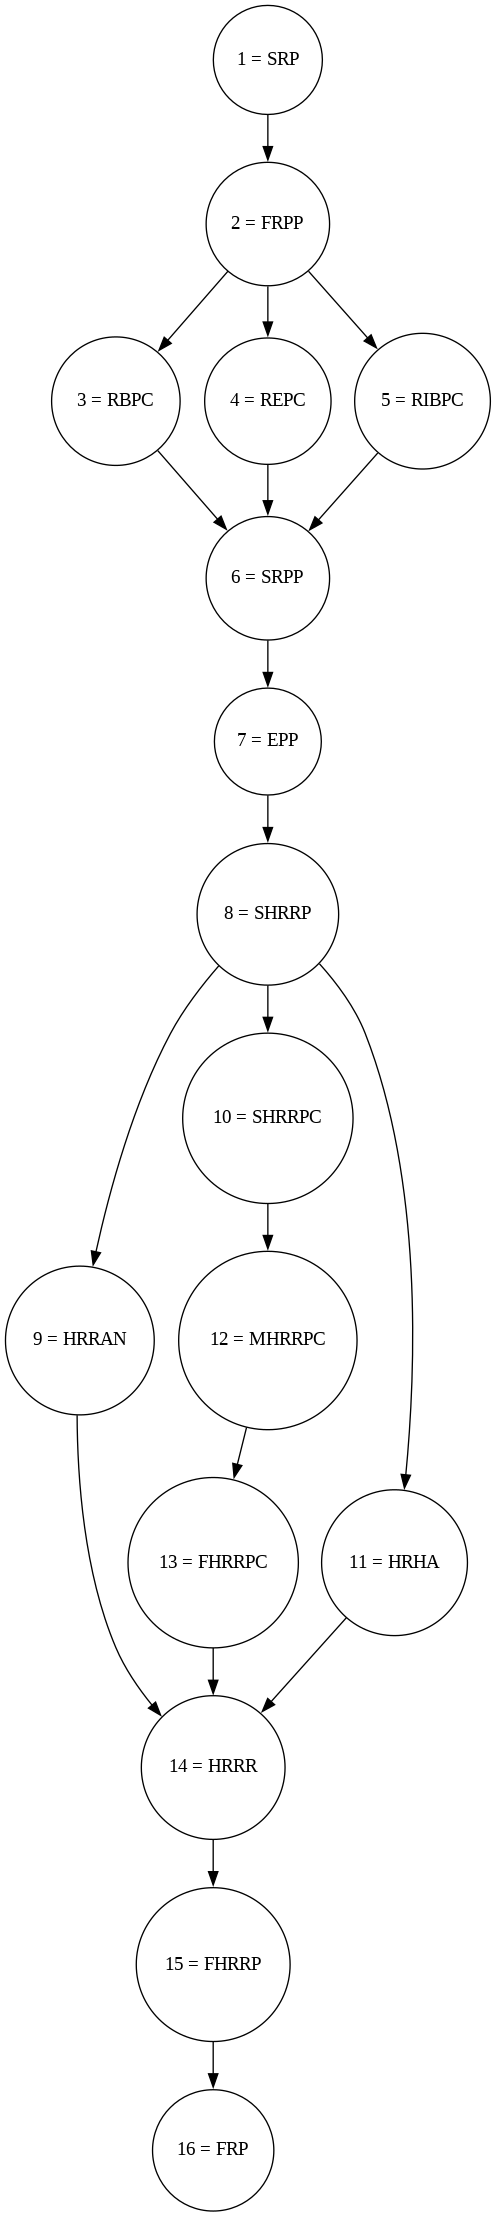 1 = SRP
2 = FRPP
3 = RBPC
4 = REPC
5 = RIBPC
6 = SRPP
7 = EPP
8 = SHRRP
10 = SHRRPC
9 = HRRAN
12 = MHRRPC
13 = FHRRPC
11 = HRHA
14 = HRRR
15 = FHRRP
16 = FRP